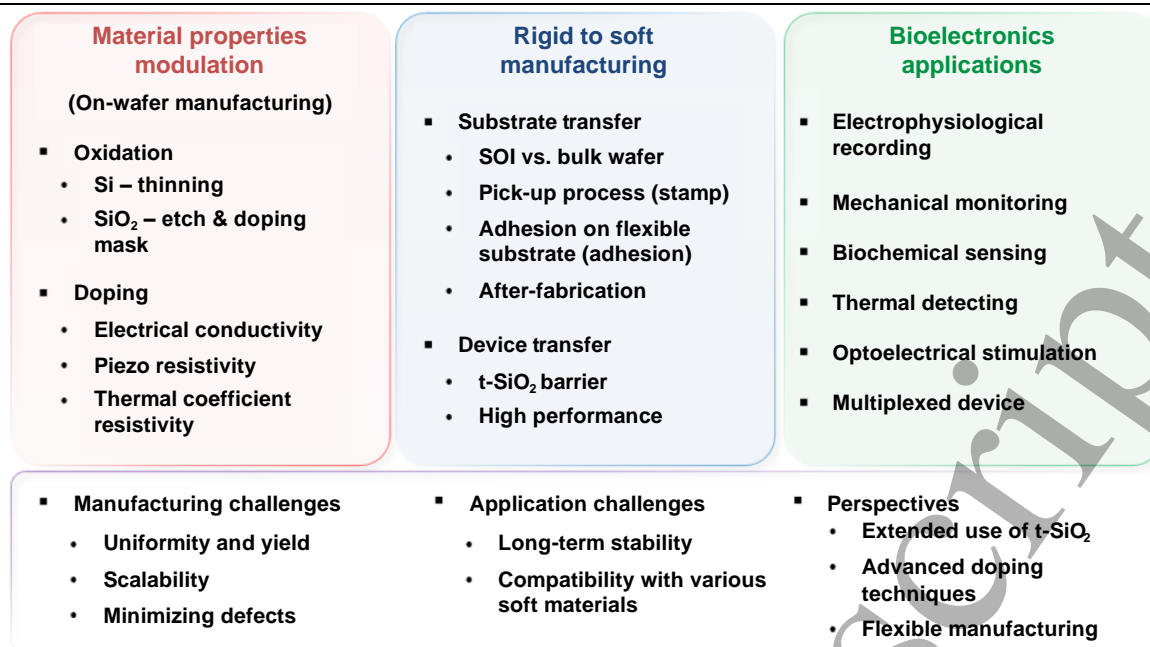 Material properties
modulation
(On-wafer manufacturing)
▪ Oxidation
• Si – thinning
• SiO₂ – etch & doping
mask
▪ Doping
• Electrical conductivity
• Piezo resistivity
• Thermal coefficient
resistivity
Rigid to soft
manufacturing
▪ Substrate transfer
• SOI vs. bulk wafer
• Pick-up process (stamp)
• Adhesion on flexible
substrate (adhesion)
• After-fabrication
▪ Device transfer
• t-SiO₂ barrier
• High performance
Bioelectronics
applications
▪ Electrophysiological
recording
▪ Mechanical monitoring
▪ Biochemical sensing
▪ Thermal detecting
▪ Optoelectrical stimulation
▪ Multiplexed device
▪ Manufacturing challenges
• Uniformity and yield
• Scalability
• Minimizing defects
▪ Application challenges
• Long-term stability
• Compatibility with various
soft materials
▪ Perspectives
• Extended use of t-SiO₂
• Advanced doping
techniques
• Flexible manufacturing
script